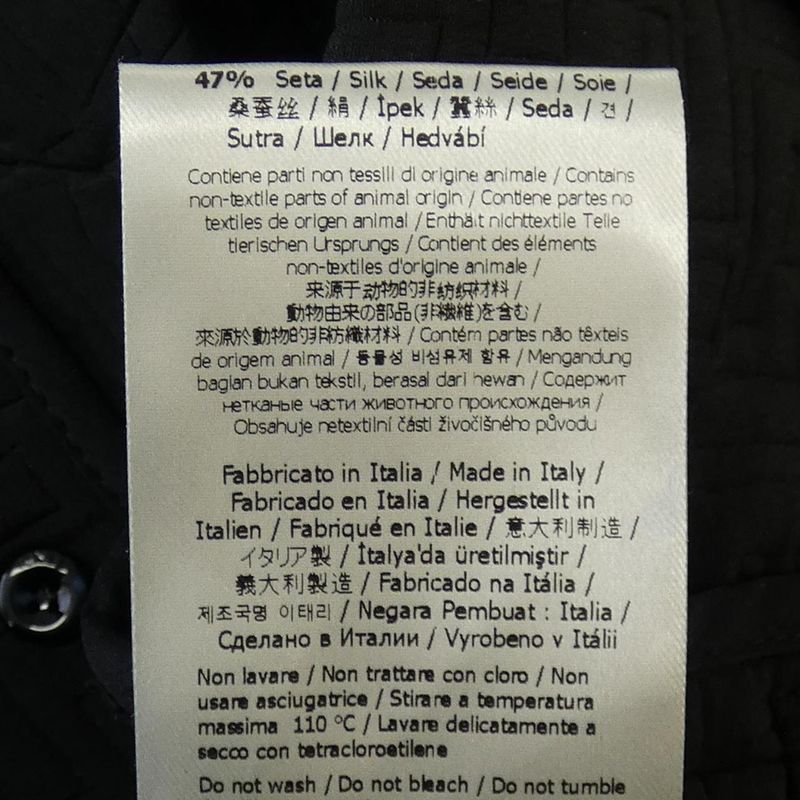 47% Seta / Silk / Seda / Seide / Soie /
桑蚕丝 / 絹 / İpek / 蠶絲 / Seda / 견 /
Sutra / Шелк / Hedvábí
Contiene parti non tessili di origine animale / Contains
non-textile parts of animal origin / Contiene partes no
textiles de origen animal / Enthält nichttextile Teile
tierischen Ursprungs / Contient des éléments
non-textiles d'origine animale /
来源于动物的非纺织材料 /
動物由来の部品(非繊維)を含む /
來源於動物的非紡織材料 / Contém partes não têxteis
de origem animal / 동물성 비섬유제 함유 / Mengandung
bagian bukan tekstil, berasal dari hewan / Содержит
нетканые части животного происхождения /
Obsahuje netextilní části živočišného původu
Fabbricato in Italia / Made in Italy /
Fabricado en Italia / Hergestellt in
Italien / Fabriqué en Italie / 意大利制造 /
イタリア製 / İtalya'da üretilmiştir /
義大利製造 / Fabricado na Itália /
제조국명 이태리 / Negara Pembuat : Italia /
Сделано в Италии / Vyrobeno v Itálii
Non lavare / Non trattare con cloro / Non
usare asciugatrice / Stirare a temperatura
massima 110 °C / Lavare delicatamente a
secco con tetracloroetilene
Do not wash / Do not bleach / Do not tumble